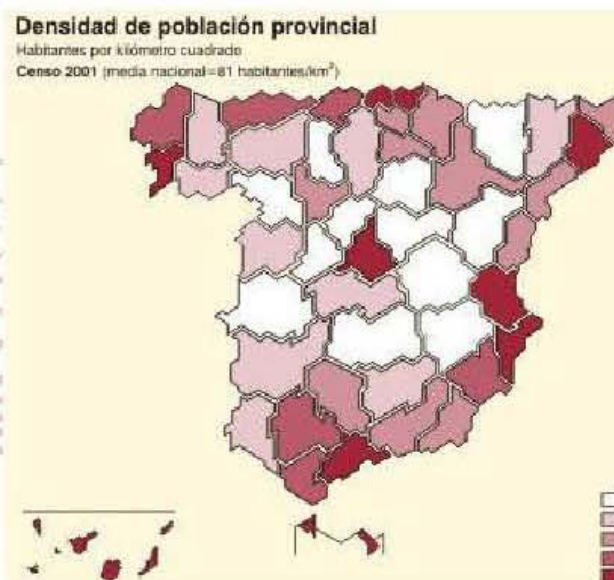 Densidad de población provincial
Habitantes por kilómetro cuadrado
Censo 2001 (media nacional=81 habitantes/km²)